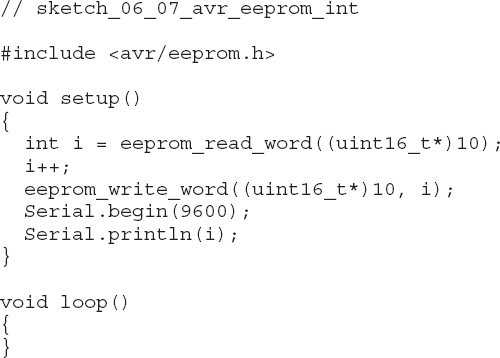 // sketch_06_07_avr_eeprom_int
#include <avr/eeprom.h>
void setup()
{
  int i = eeprom_read_word((uint16_t*)10);
  i++;
  eeprom_write_word((uint16_t*)10, i);
  Serial.begin(9600);
  Serial.println(i);
}
void loop()
{
}